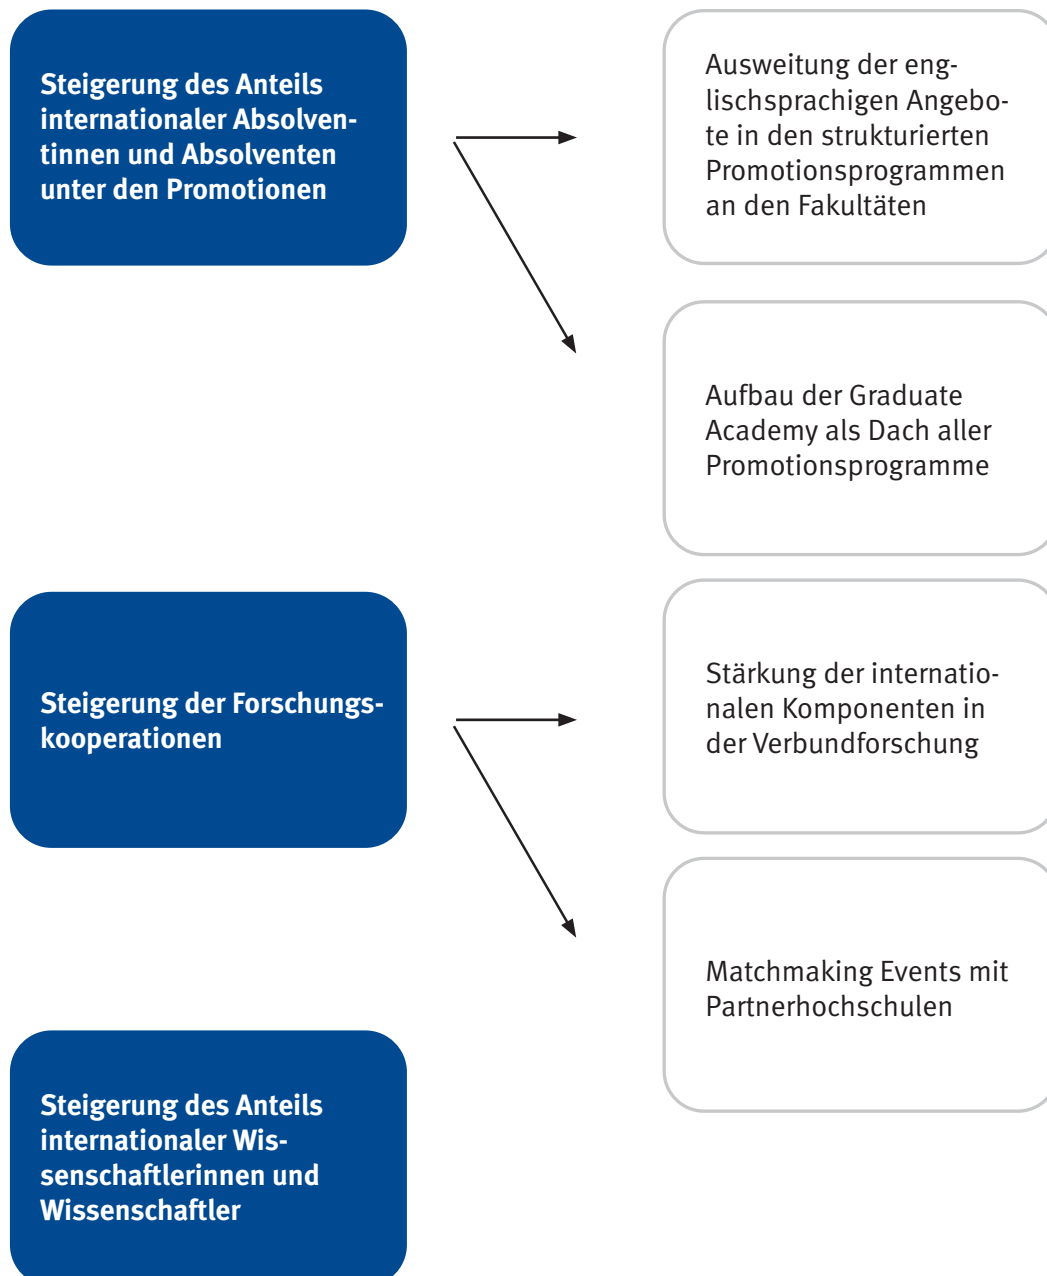 Steigerung des Anteils
internationaler Absolven-
tinnen und Absolventen
unter den Promotionen
Ausweitung der eng-
lischsprachigen Angebo-
te in den strukturierten
Promotionsprogrammen
an den Fakultäten
Aufbau der Graduate
Academy als Dach aller
Promotionsprogramme
Steigerung der Forschungs-
kooperationen
Stärkung der internatio-
nalen Komponenten in
der Verbundforschung
Matchmaking Events mit
Partnerhochschulen
Steigerung des Anteils
internationaler Wis-
senschaftlerinnen und
Wissenschaftler